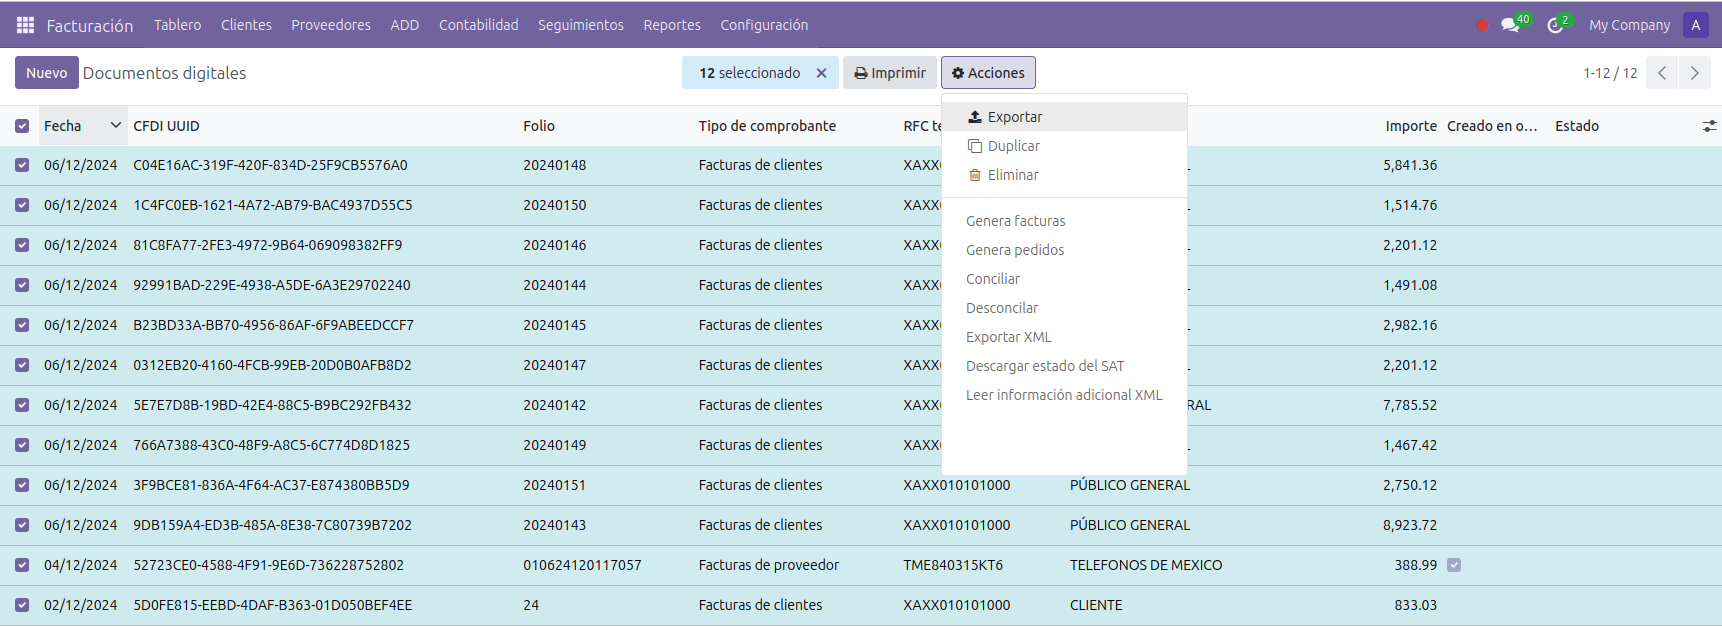 Facturación Tablero Clientes Proveedores ADD Contabilidad Seguimientos Reportes Configuración 40 2 My Company A
Nuevo Documentos digitales 12 seleccionado Imprimir Acciones 1-12 / 12
Fecha CFDI UUID Folio Tipo de comprobante RFC Importe Creado en o... Estado
Exportar
Duplicar
Eliminar
Genera facturas
Genera pedidos
Conciliar
Desconcilar
Exportar XML
Descargar estado del SAT
Leer información adicional XML
06/12/2024 C04E16AC-319F-420F-834D-25F9CB5576A0 20240148 Facturas de clientes 5,841.36
06/12/2024 1C4FC0EB-1621-4A72-AB79-BAC4937D55C5 20240150 Facturas de clientes 1,514.76
06/12/2024 81C8FA77-2FE3-4972-9B64-069098382FF9 20240146 Facturas de clientes 2,201.12
06/12/2024 92991BAD-229E-4938-A5DE-6A3E29702240 20240144 Facturas de clientes 1,491.08
06/12/2024 B23BD33A-BB70-4956-86AF-6F9ABEEDCCF7 20240145 Facturas de clientes 2,982.16
06/12/2024 0312EB20-4160-4FCB-99EB-20D0B0AFB8D2 20240147 Facturas de clientes 2,201.12
06/12/2024 5E7E7D8B-19BD-42E4-88C5-B9BC292FB432 20240142 Facturas de clientes 7,785.52
06/12/2024 766A7388-43C0-48F9-A8C5-6C774D8D1825 20240149 Facturas de clientes 1,467.42
06/12/2024 3F9BCE81-836A-4F64-AC37-E874380BB5D9 20240151 Facturas de clientes XAXX010101000 PÚBLICO GENERAL 2,750.12
06/12/2024 9DB159A4-ED3B-485A-8E38-7C80739B7202 20240143 Facturas de clientes XAXX010101000 PÚBLICO GENERAL 8,923.72
04/12/2024 52723CE0-4588-4F91-9E6D-736228752802 010624120117057 Facturas de proveedor TME840315KT6 TELEFONOS DE MEXICO 388.99
02/12/2024 5D0FE815-EEBD-4DAF-B363-01D050BEF4EE 24 Facturas de clientes XAXX010101000 CLIENTE 833.03